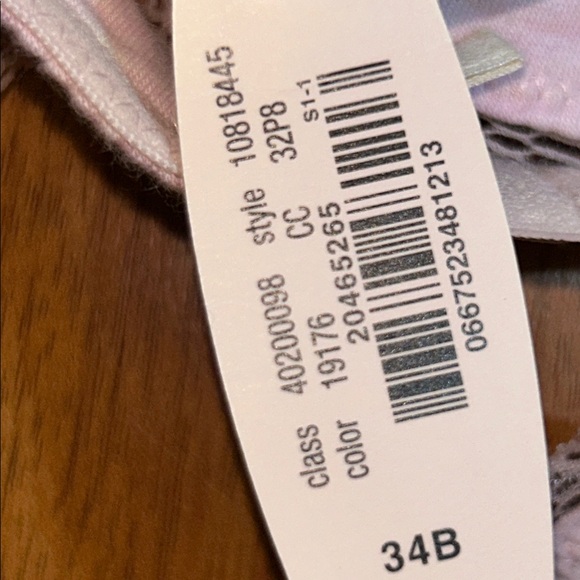 class 40200098 style 10818445
color 19176 CC 32P8
20465265 S1-1
0667523481213
34B